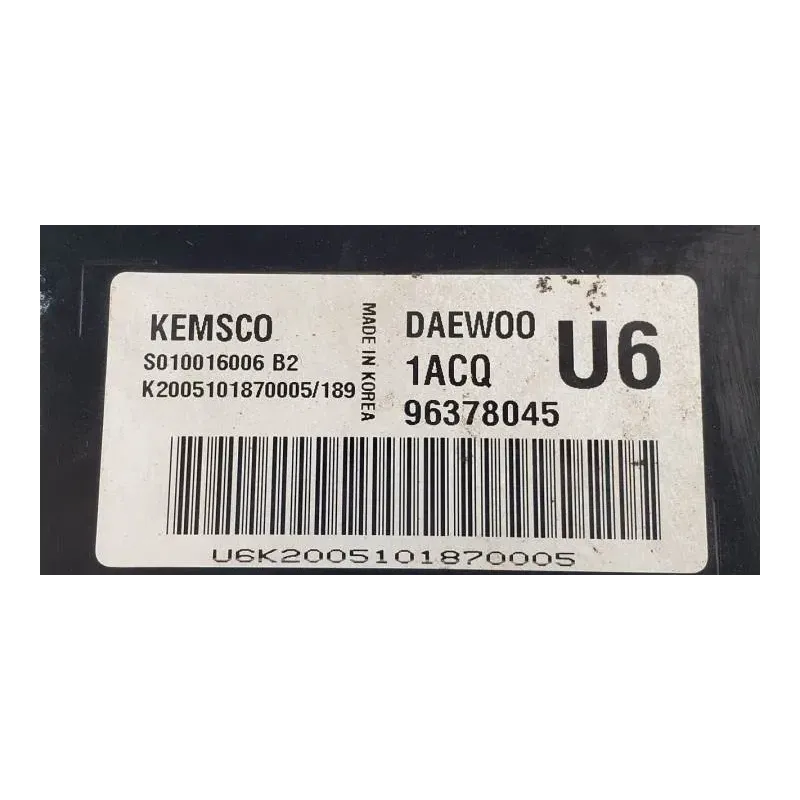 KEMSCO
S010016006 B2
K2005101870005/189
MADE IN KOREA
DAEWOO
1ACQ
96378045
U6
U6K2005101870005